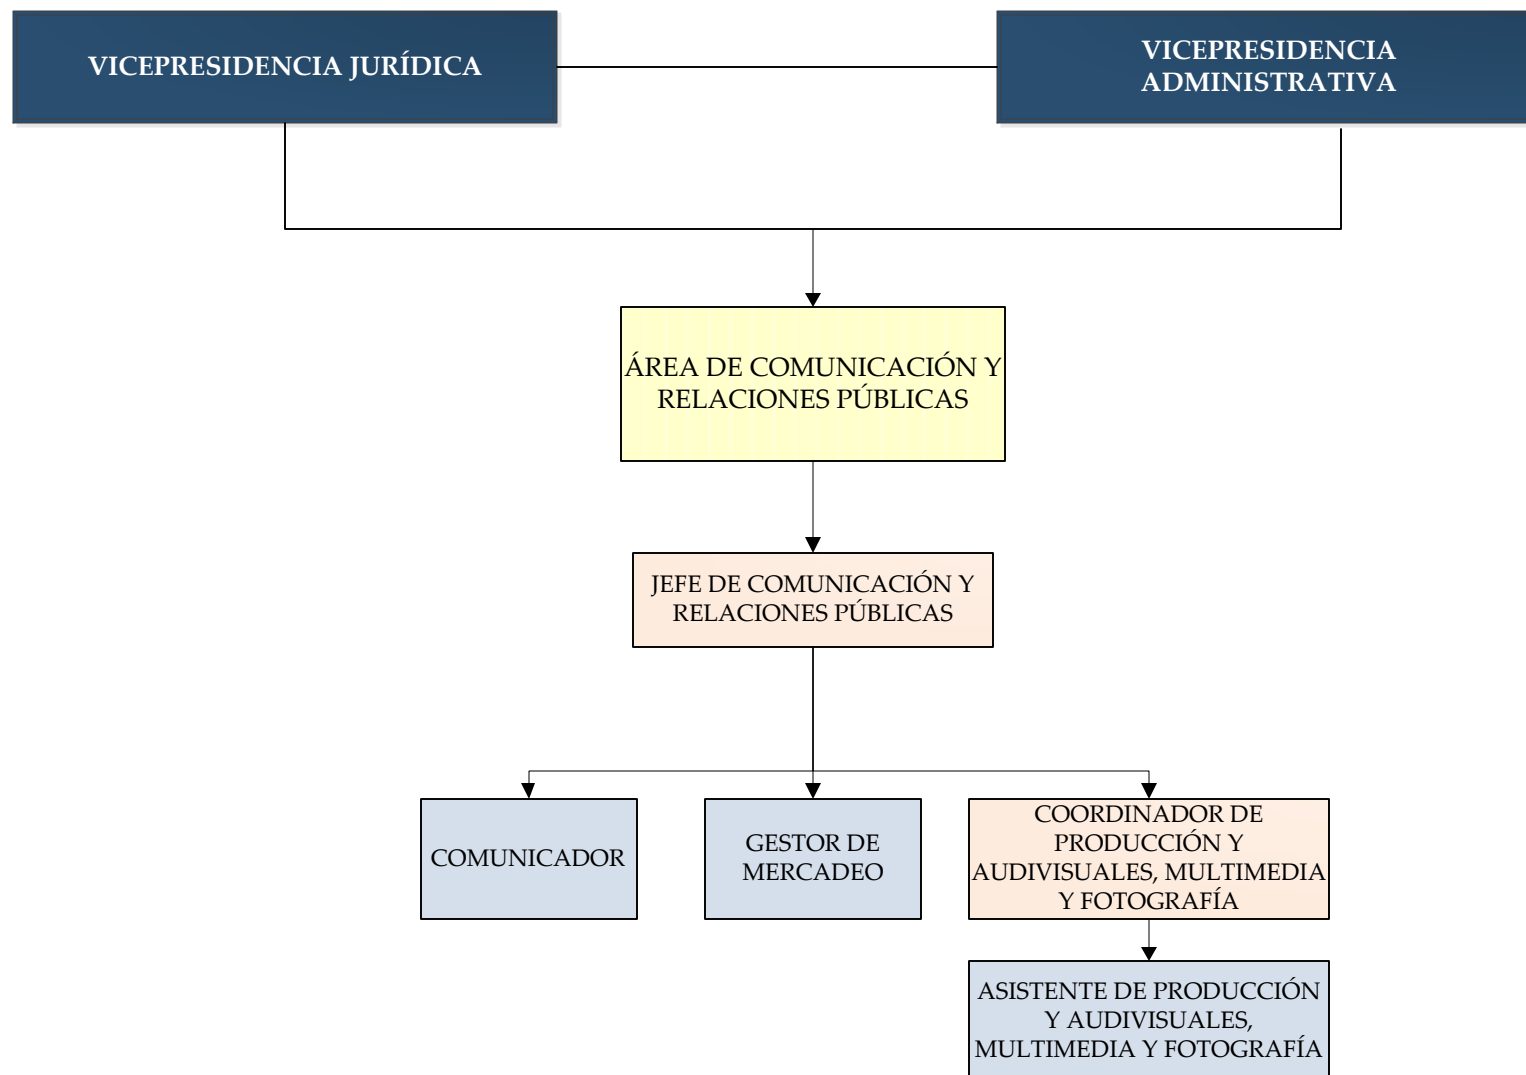 VICEPRESIDENCIA JURÍDICA
VICEPRESIDENCIA
ADMINISTRATIVA
ÁREA DE COMUNICACIÓN Y
RELACIONES PÚBLICAS
JEFE DE COMUNICACIÓN Y
RELACIONES PÚBLICAS
COMUNICADOR
GESTOR DE
MERCADEO
COORDINADOR DE
PRODUCCIÓN Y
AUDIVISUALES, MULTIMEDIA
Y FOTOGRAFÍA
ASISTENTE DE PRODUCCIÓN
Y AUDIVISUALES,
MULTIMEDIA Y FOTOGRAFÍA